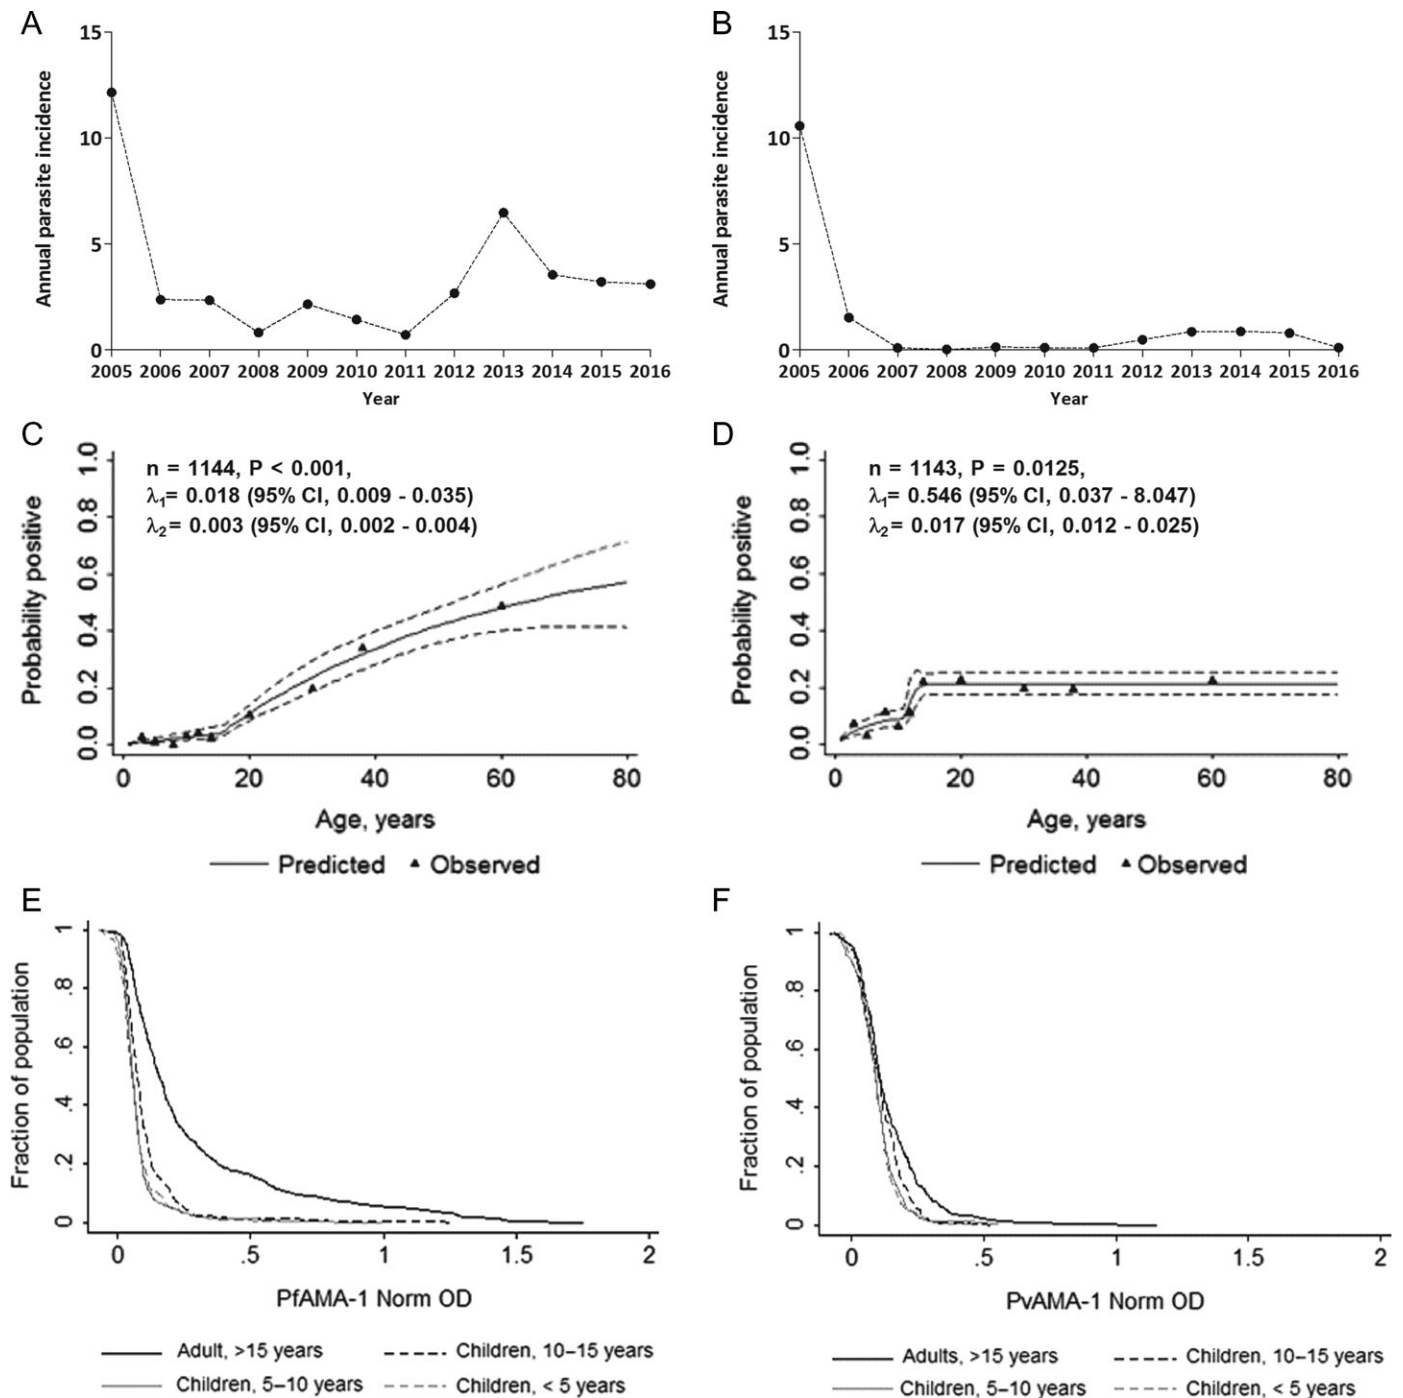 A
15
10
5
0
Annual parasite incidence
2005 2006 2007 2008 2009 2010 2011 2012 2013 2014 2015 2016
Year
B
15
10
5
0
Annual parasite incidence
2005 2006 2007 2008 2009 2010 2011 2012 2013 2014 2015 2016
Year
C
n = 1144, P < 0.001,
λ1= 0.018 (95% CI, 0.009 - 0.035)
λ2= 0.003 (95% CI, 0.002 - 0.004)
Probability positive
1.0
0.8
0.6
0.4
0.2
0.0
0 20 40 60 80
Age, years
Predicted Observed
D
n = 1143, P = 0.0125,
λ1= 0.546 (95% CI, 0.037 - 8.047)
λ2= 0.017 (95% CI, 0.012 - 0.025)
Probability positive
1.0
0.8
0.6
0.4
0.2
0.0
0 20 40 60 80
Age, years
Predicted Observed
E
Fraction of population
1
.8
.6
.4
.2
0
0 .5 1 1.5 2
PfAMA-1 Norm OD
Adult, >15 years Children, 10–15 years
Children, 5–10 years Children, < 5 years
F
Fraction of population
1
.8
.6
.4
.2
0
0 .5 1 1.5 2
PvAMA-1 Norm OD
Adults, >15 years Children, 10–15 years
Children, 5–10 years Children, < 5 years